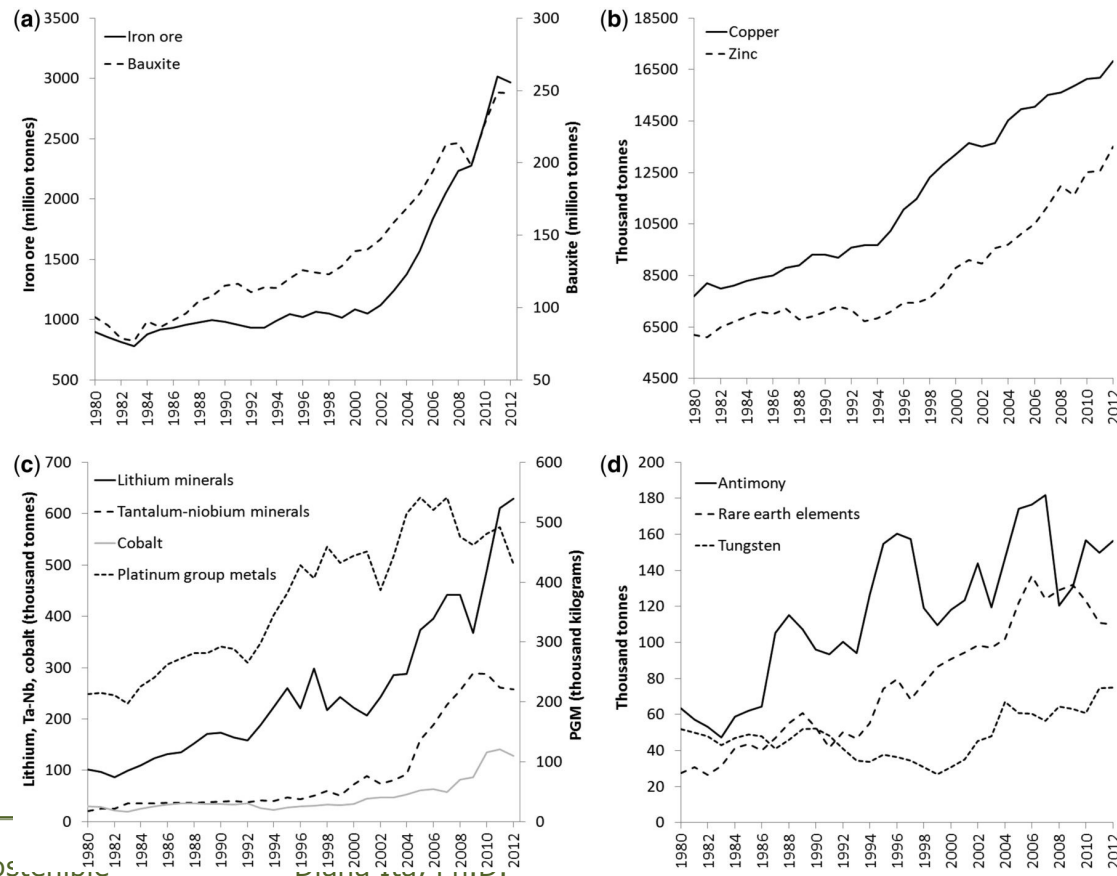 (a)
3500
3000
2500
2000
1500
1000
500
Iron ore (million tonnes)
Iron ore
Bauxite
300
250
200
150
100
50
Bauxite (million tonnes)
1980 1982 1984 1986 1988 1990 1992 1994 1996 1998 2000 2002 2004 2006 2008 2010 2012
(b)
18500
16500
14500
12500
10500
8500
6500
4500
Thousand tonnes
Copper
Zinc
1980 1982 1984 1986 1988 1990 1992 1994 1996 1998 2000 2002 2004 2006 2008 2010 2012
(c)
700
600
500
400
300
200
100
0
Lithium, Ta-Nb, cobalt (thousand tonnes)
Lithium minerals
Tantalum-niobium minerals
Cobalt
Platinum group metals
600
500
400
300
200
100
0
PGM (thousand kilograms)
1980 1982 1984 1986 1988 1990 1992 1994 1996 1998 2000 2002 2004 2006 2008 2010 2012
(d)
200
180
160
140
120
100
80
60
40
20
0
Thousand tonnes
Antimony
Rare earth elements
Tungsten
1980 1982 1984 1986 1988 1990 1992 1994 1996 1998 2000 2002 2004 2006 2008 2010 2012